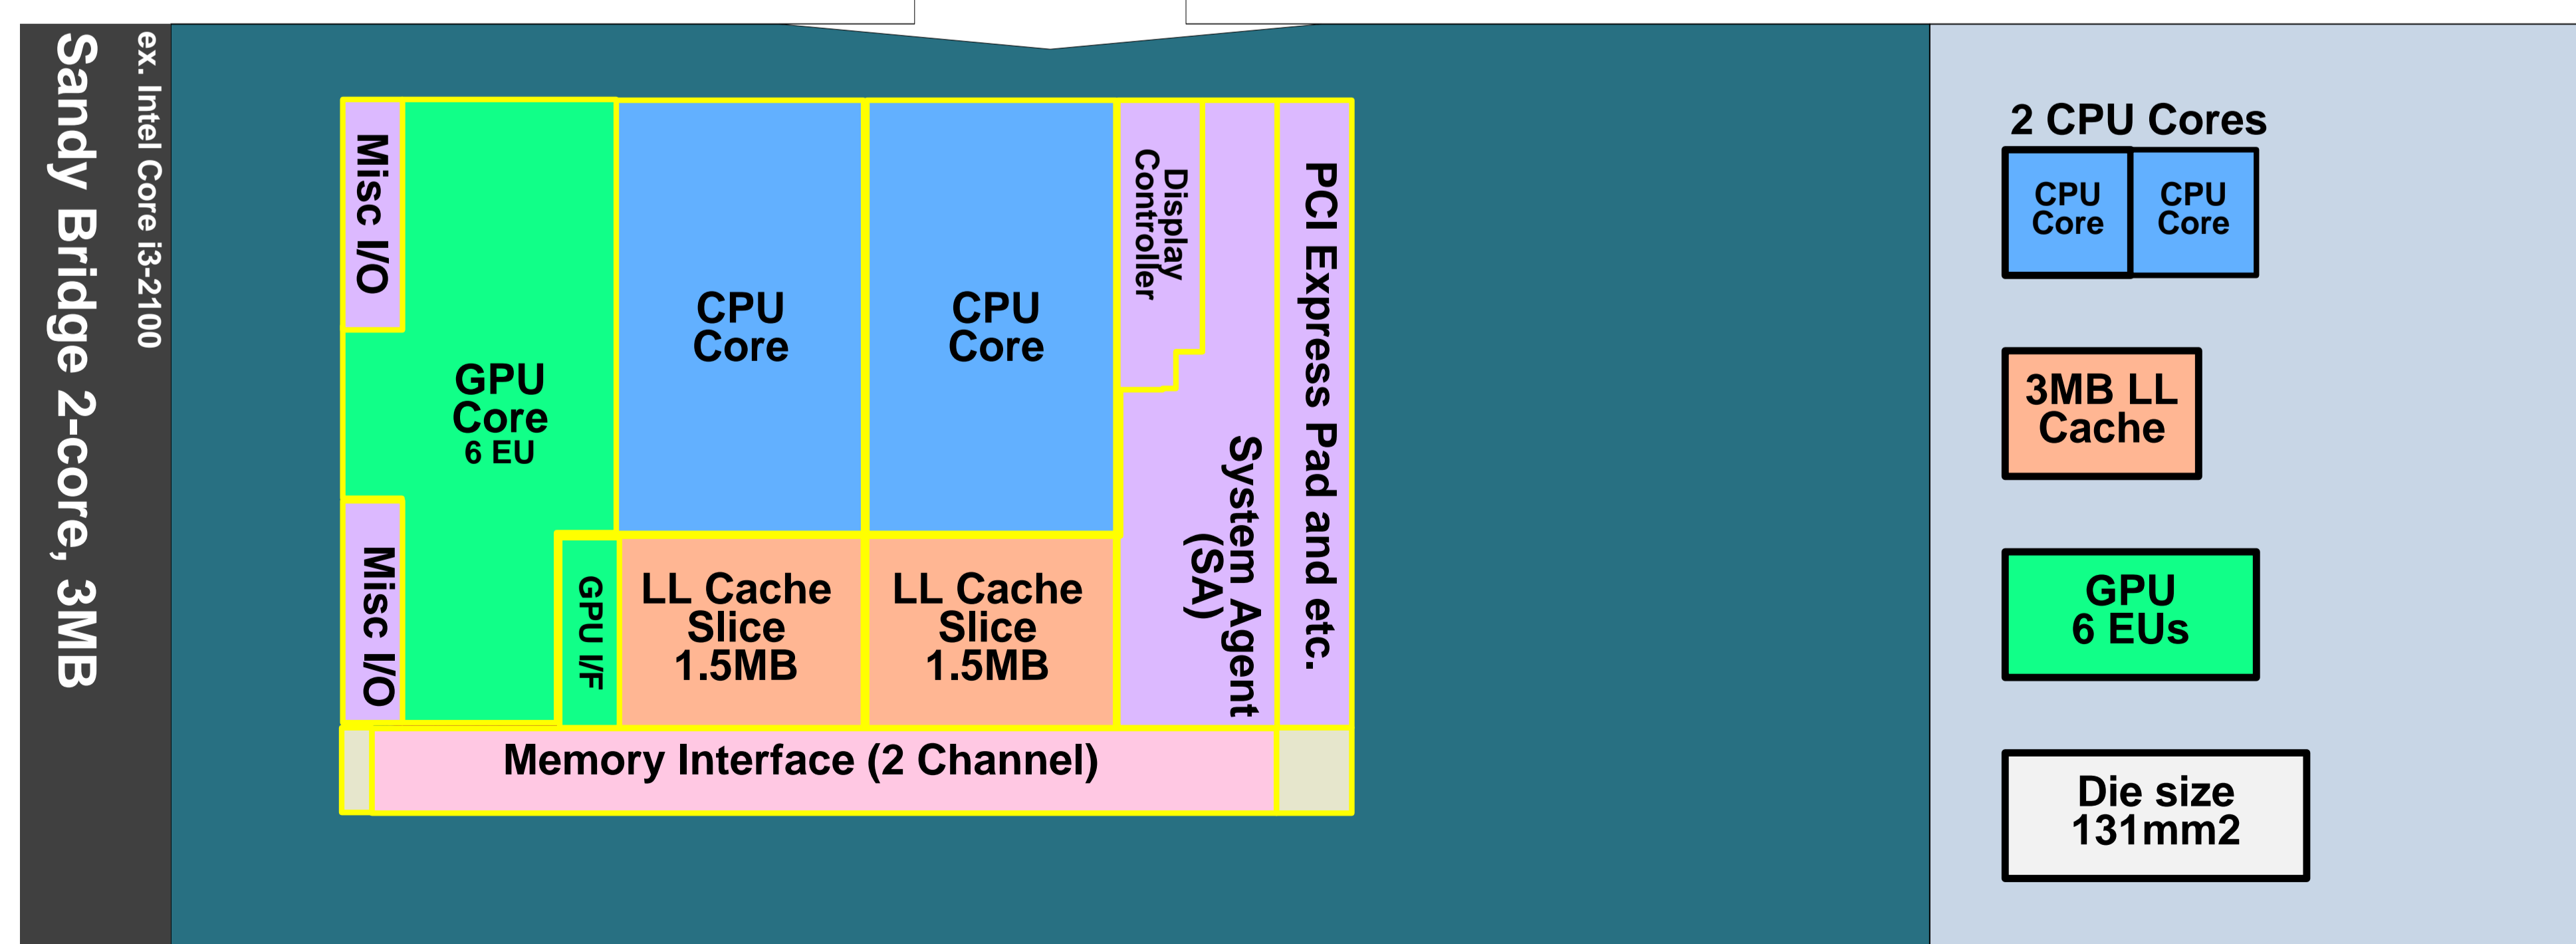 Sandy Bridge 2-core, 3MB
ex. Intel Core i3-2100
Misc I/O
Misc I/O
GPU
Core
6 EU
GPU I/F
CPU
Core
CPU
Core
LL Cache
Slice
1.5MB
LL Cache
Slice
1.5MB
Display
Controller
System Agent
(SA)
PCI Express Pad and etc.
Memory Interface (2 Channel)
2 CPU Cores
CPU
Core
CPU
Core
3MB LL
Cache
GPU
6 EUs
Die size
131mm2